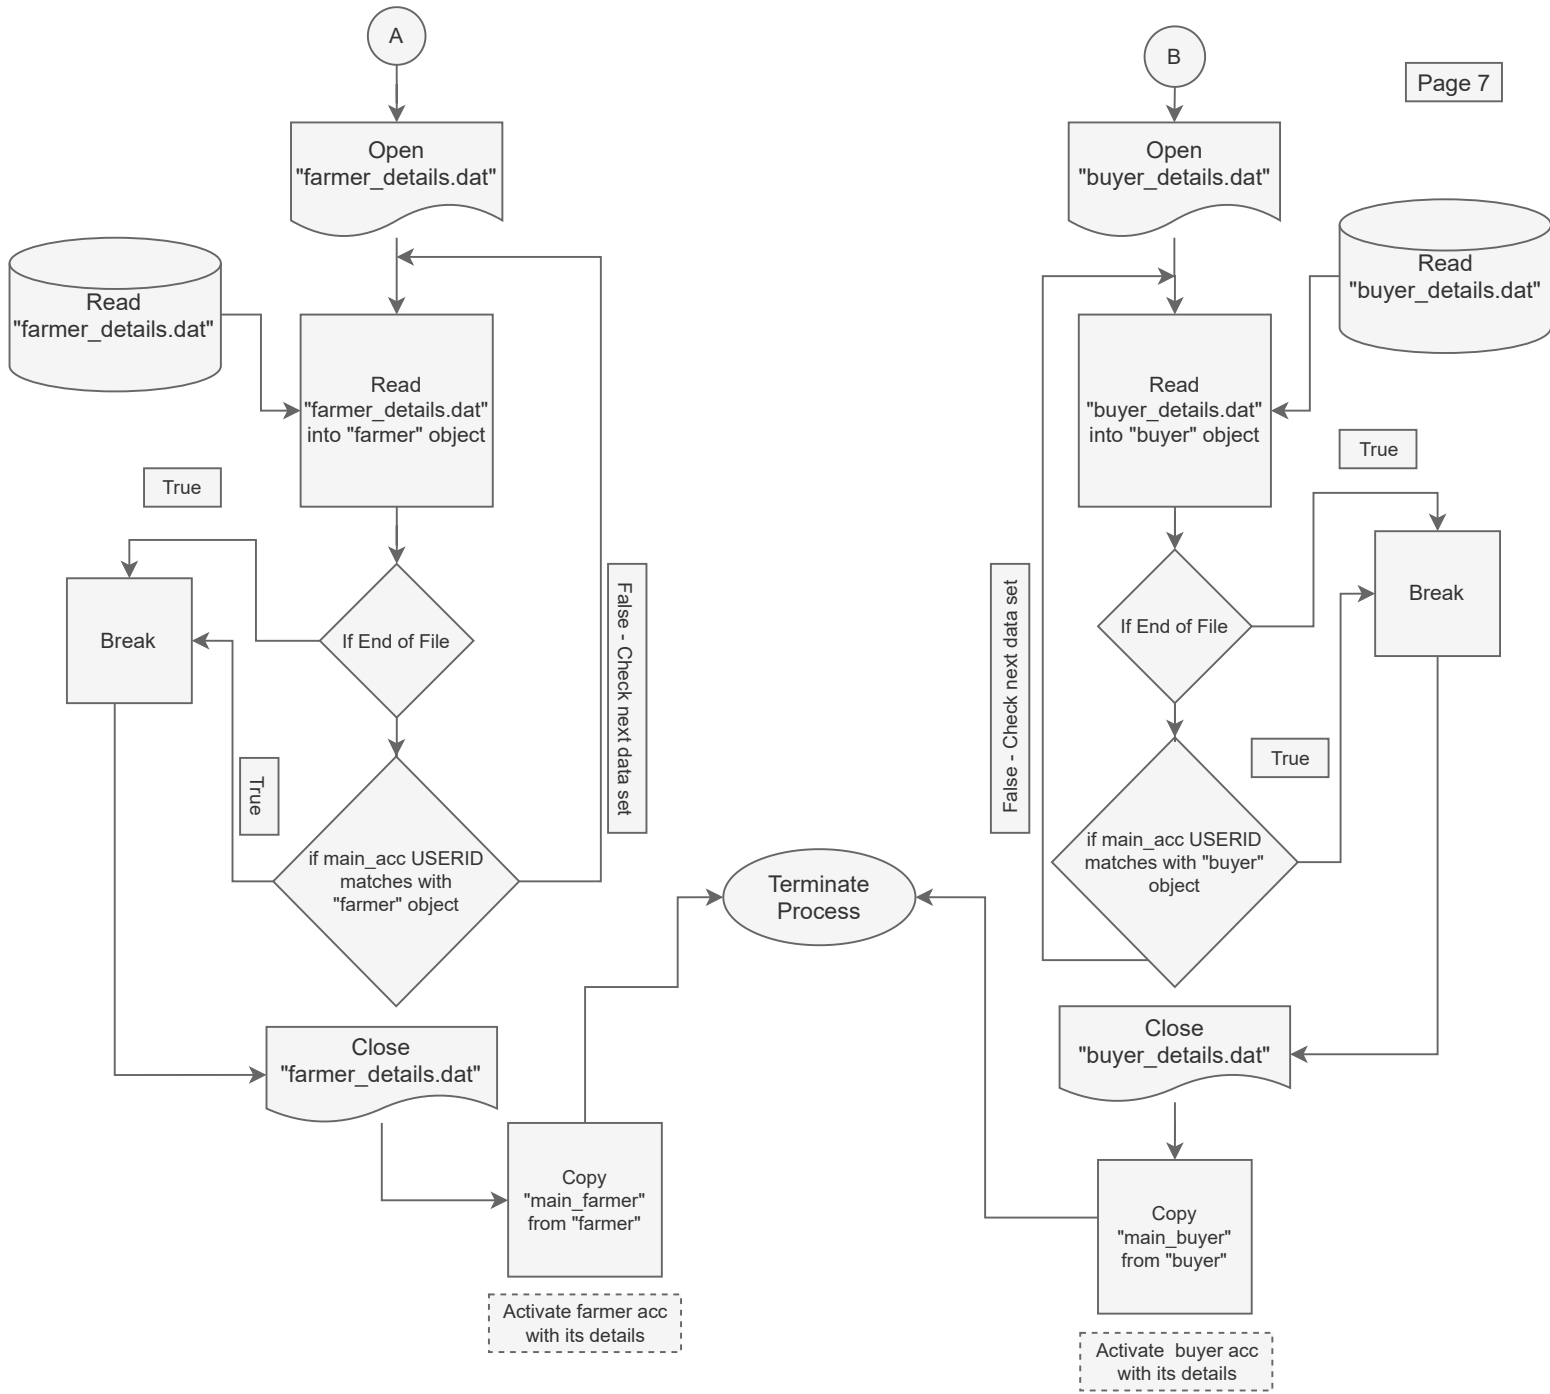 A
B
Page 7
Open
"farmer_details.dat"
Open
"buyer_details.dat"
Read
"farmer_details.dat"
Read
"buyer_details.dat"
Read
"farmer_details.dat"
into "farmer" object
Read
"buyer_details.dat"
into "buyer" object
True
True
Break
If End of File
False - Check next data set
False - Check next data set
If End of File
Break
True
True
if main_acc USERID
matches with
"farmer" object
if main_acc USERID
matches with "buyer"
object
Terminate
Process
Close
"farmer_details.dat"
Close
"buyer_details.dat"
Copy
"main_farmer"
from "farmer"
Copy
"main_buyer"
from "buyer"
Activate farmer acc
with its details
Activate  buyer acc
with its details